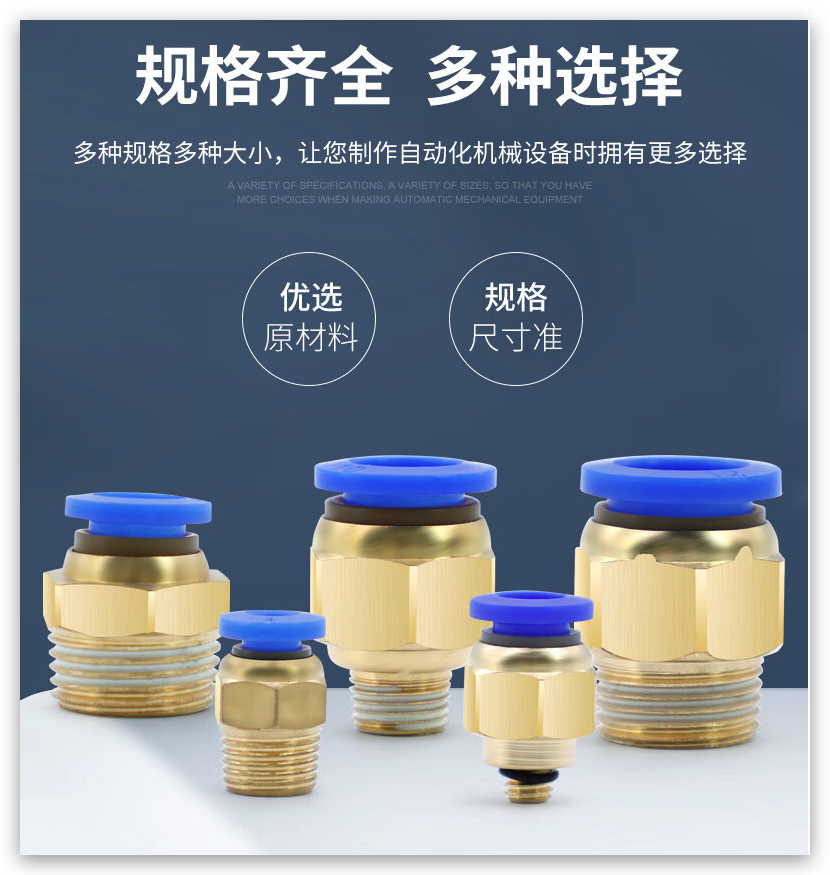 规格齐全 多种选择
多种规格多种大小，让您制作自动化机械设备时拥有更多选择
A VARIETY OF SPECIFICATIONS, A VARIETY OF SIZES, SO THAT YOU HAVE
MORE CHOICES WHEN MAKING AUTOMATIC MECHANICAL EQUIPMENT
优选
原材料
规格
尺寸准